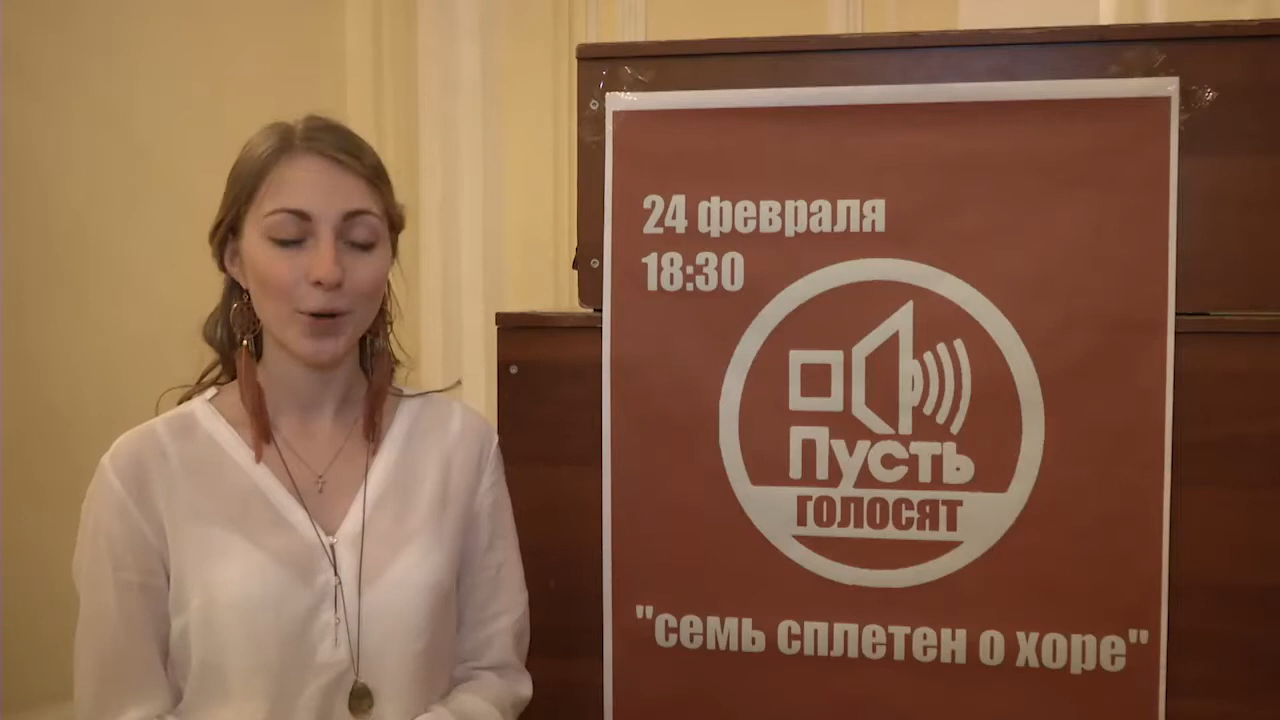 24 февраля
18:30
Пусть
голосят
"семь сплетен о хоре"